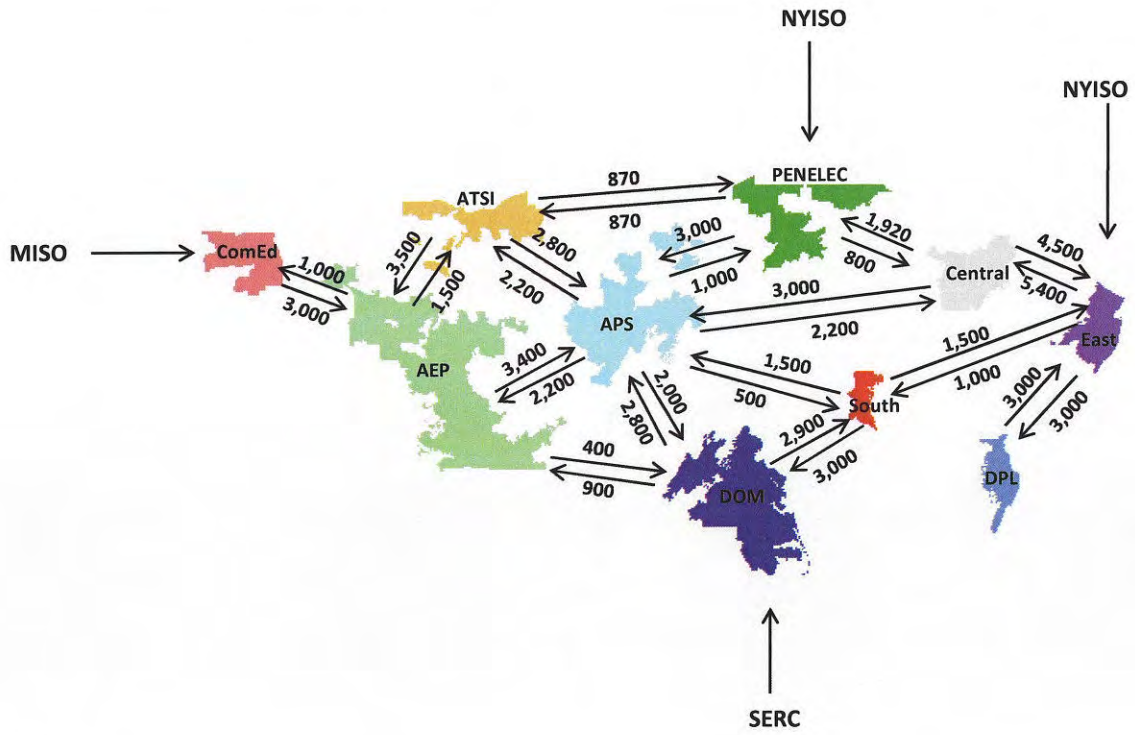 NYISO
NYISO
PENELEC
870
ATSI
870
3,000
1,920
4,500
MISO
ComEd
3,500
2,800
800
Central
5,400
1,000
1,500
2,200
1,000
3,000
3,000
APS
2,200
1,500
East
AEP
3,400
1,500
1,000
2,200
2,000
500
South
3,000
2,800
2,900
3,000
400
3,000
DPL
900
DOM
SERC